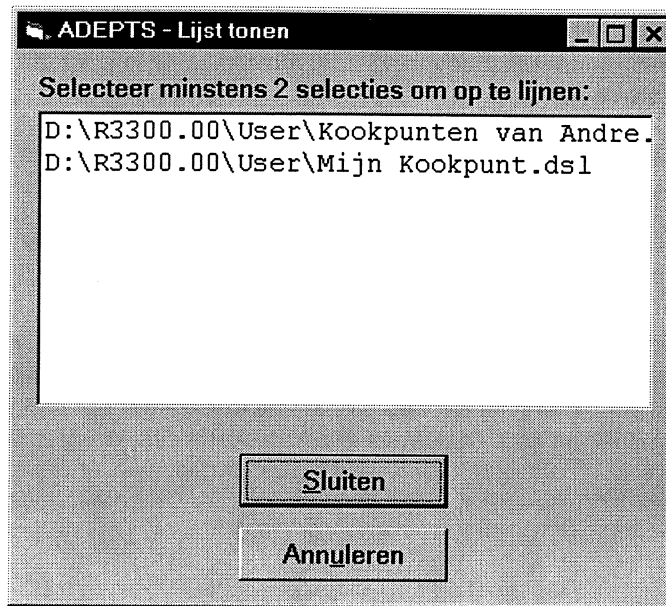 ADEPTS - Lijst tonen
Selecteer minstens 2 selecties om op te lijnen:
D:\R3300.00\User\Kookpunten van Andre.
D:\R3300.00\User\Mijn Kookpunt.dsl
Sluiten
Annuleren